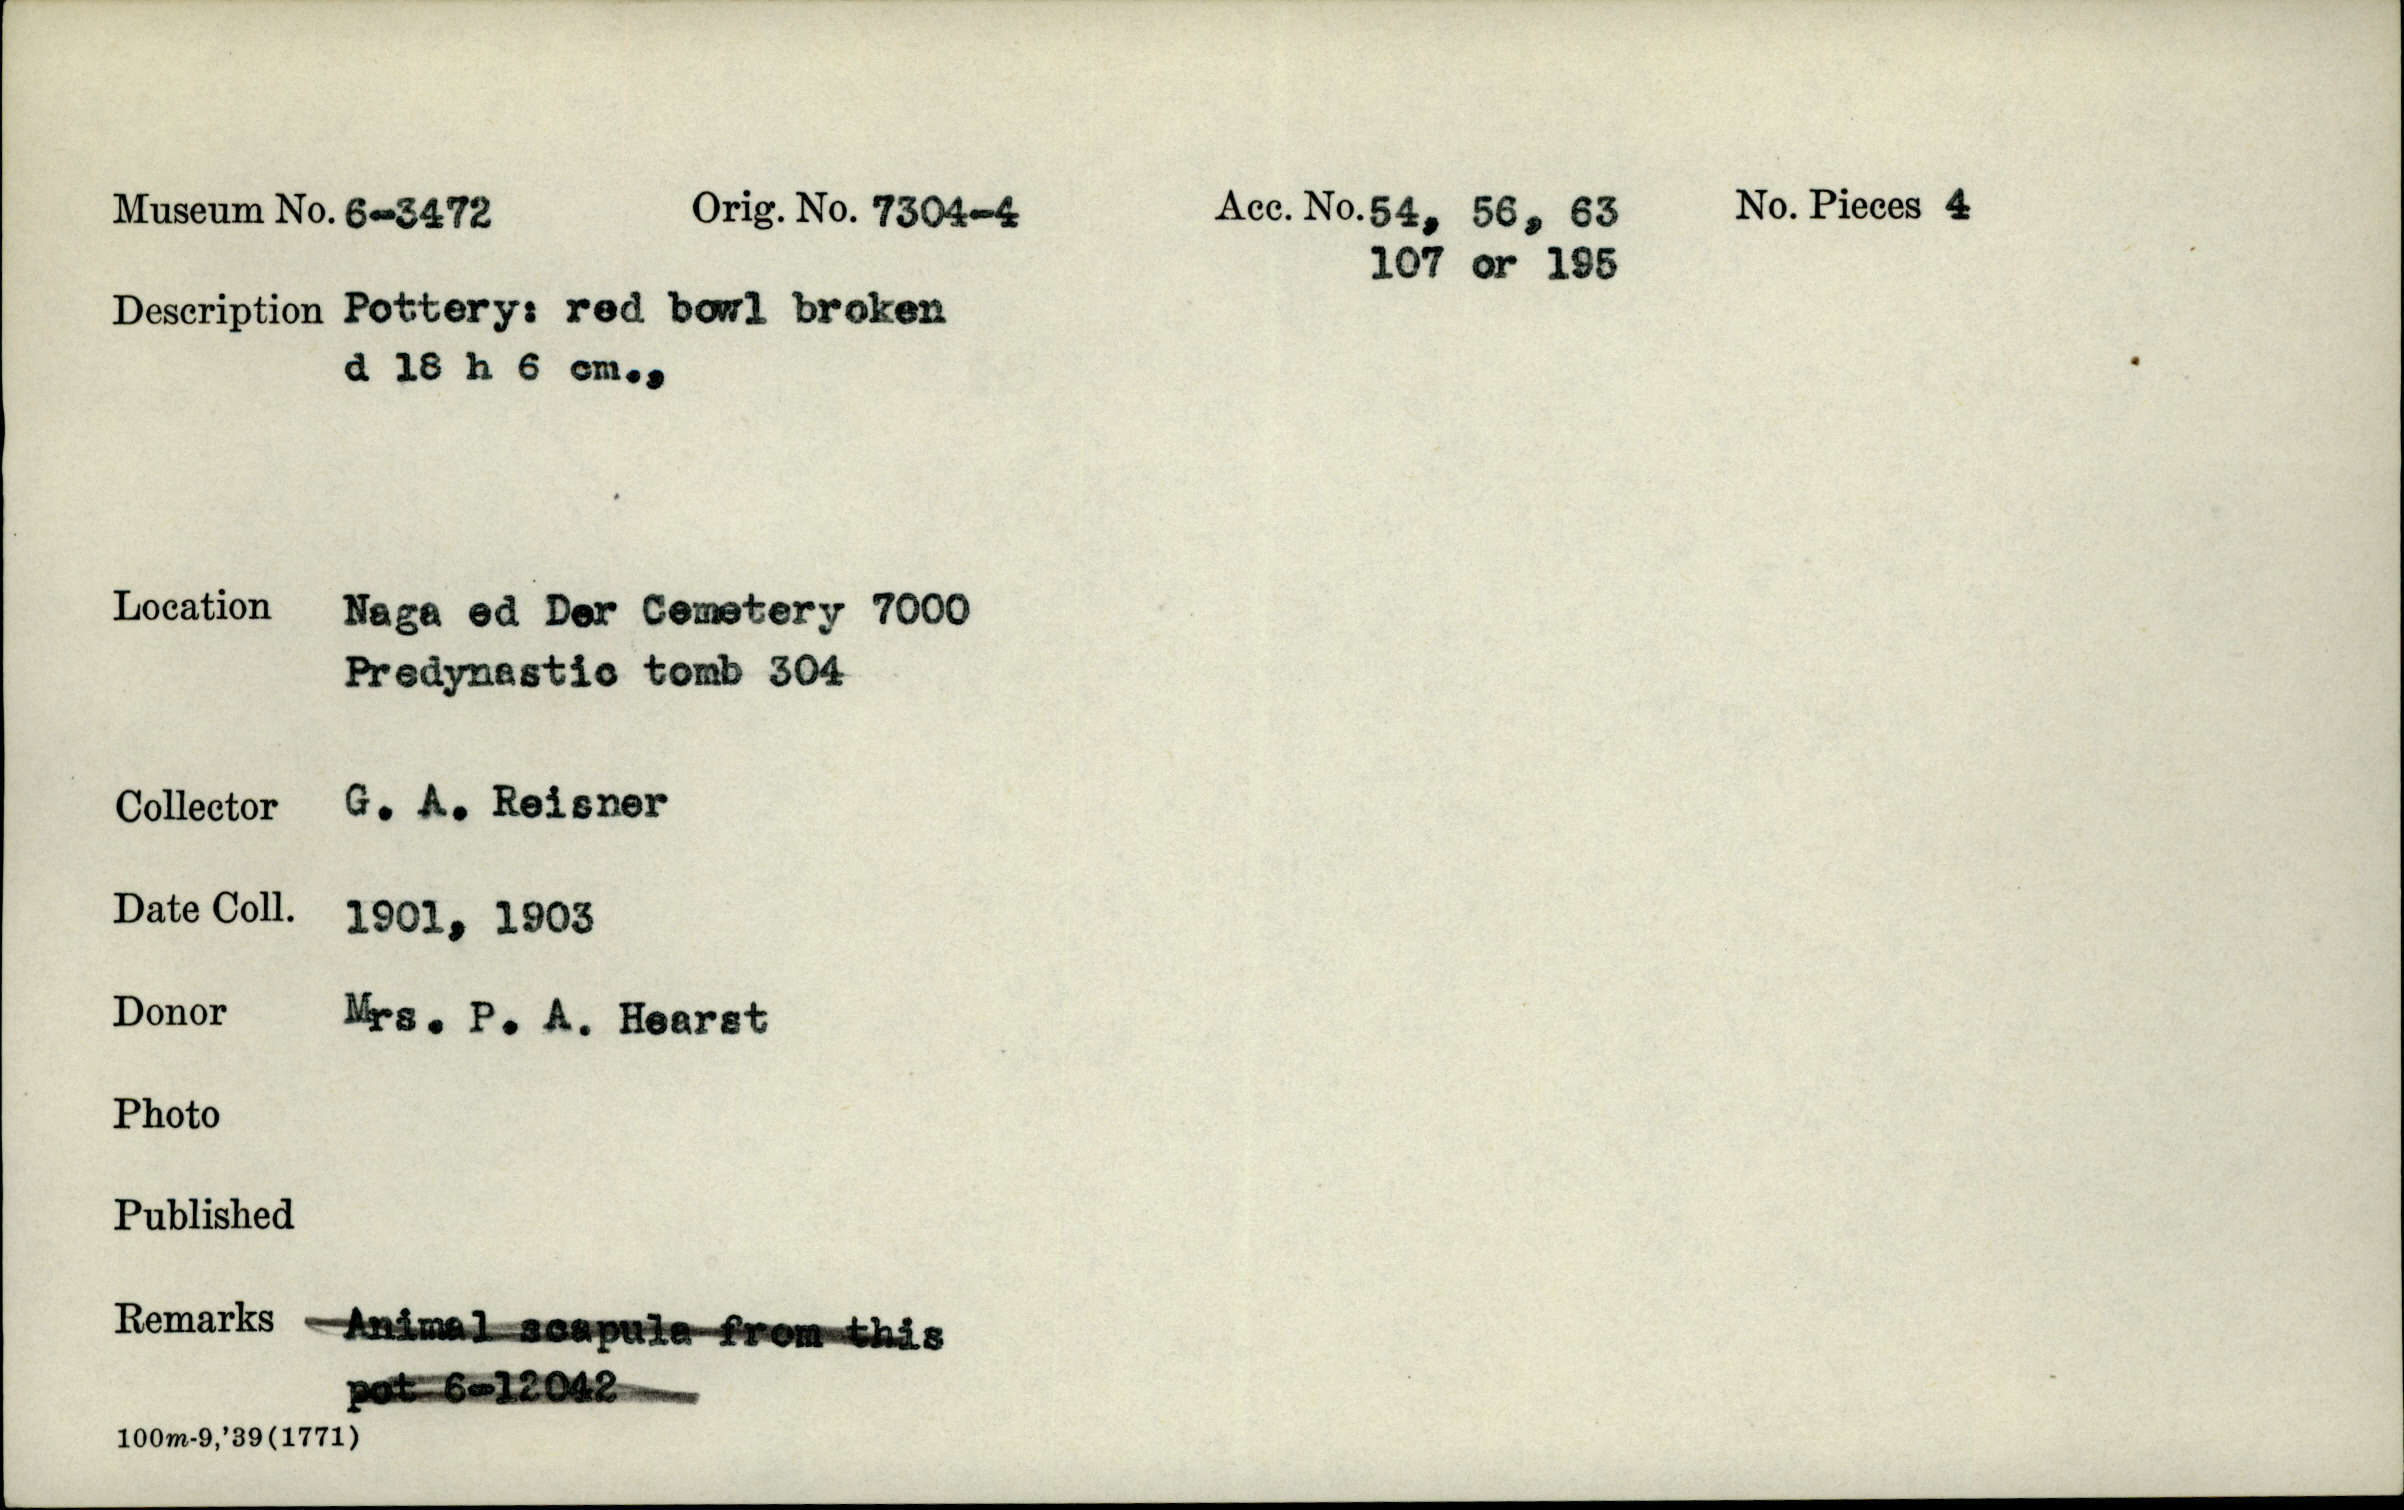 Museum No. 6-3472 Orig. No. 7304-4 Acc. No. 54, 56, 63 No. Pieces 4
107 or 195
Description Pottery: red bowl broken
d 18 h 6 cm.,
Location Naga ed Der Cemetery 7000
Predynastic tomb 304
Collector G. A. Reisner
Date Coll. 1901, 1903
Donor Mrs. P. A. Hearst
Photo
Published
Remarks Animal scapula from this
pot 6-12042
100m-9,'39(1771)